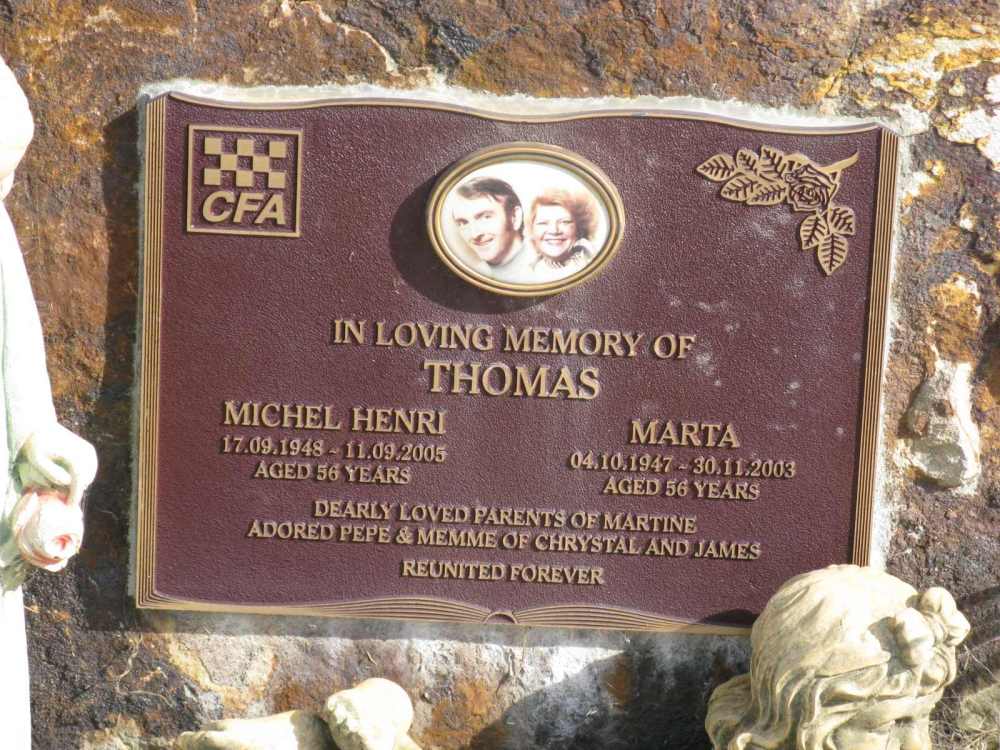 CFA
IN LOVING MEMORY OF
THOMAS
MICHEL HENRI
17.09.1948 - 11.09.2005
AGED 56 YEARS
MARTA
04.10.1947 - 30.11.2003
AGED 56 YEARS
DEARLY LOVED PARENTS OF MARTINE
ADORED PEPE & MEMME OF CHRYSTAL AND JAMES
REUNITED FOREVER